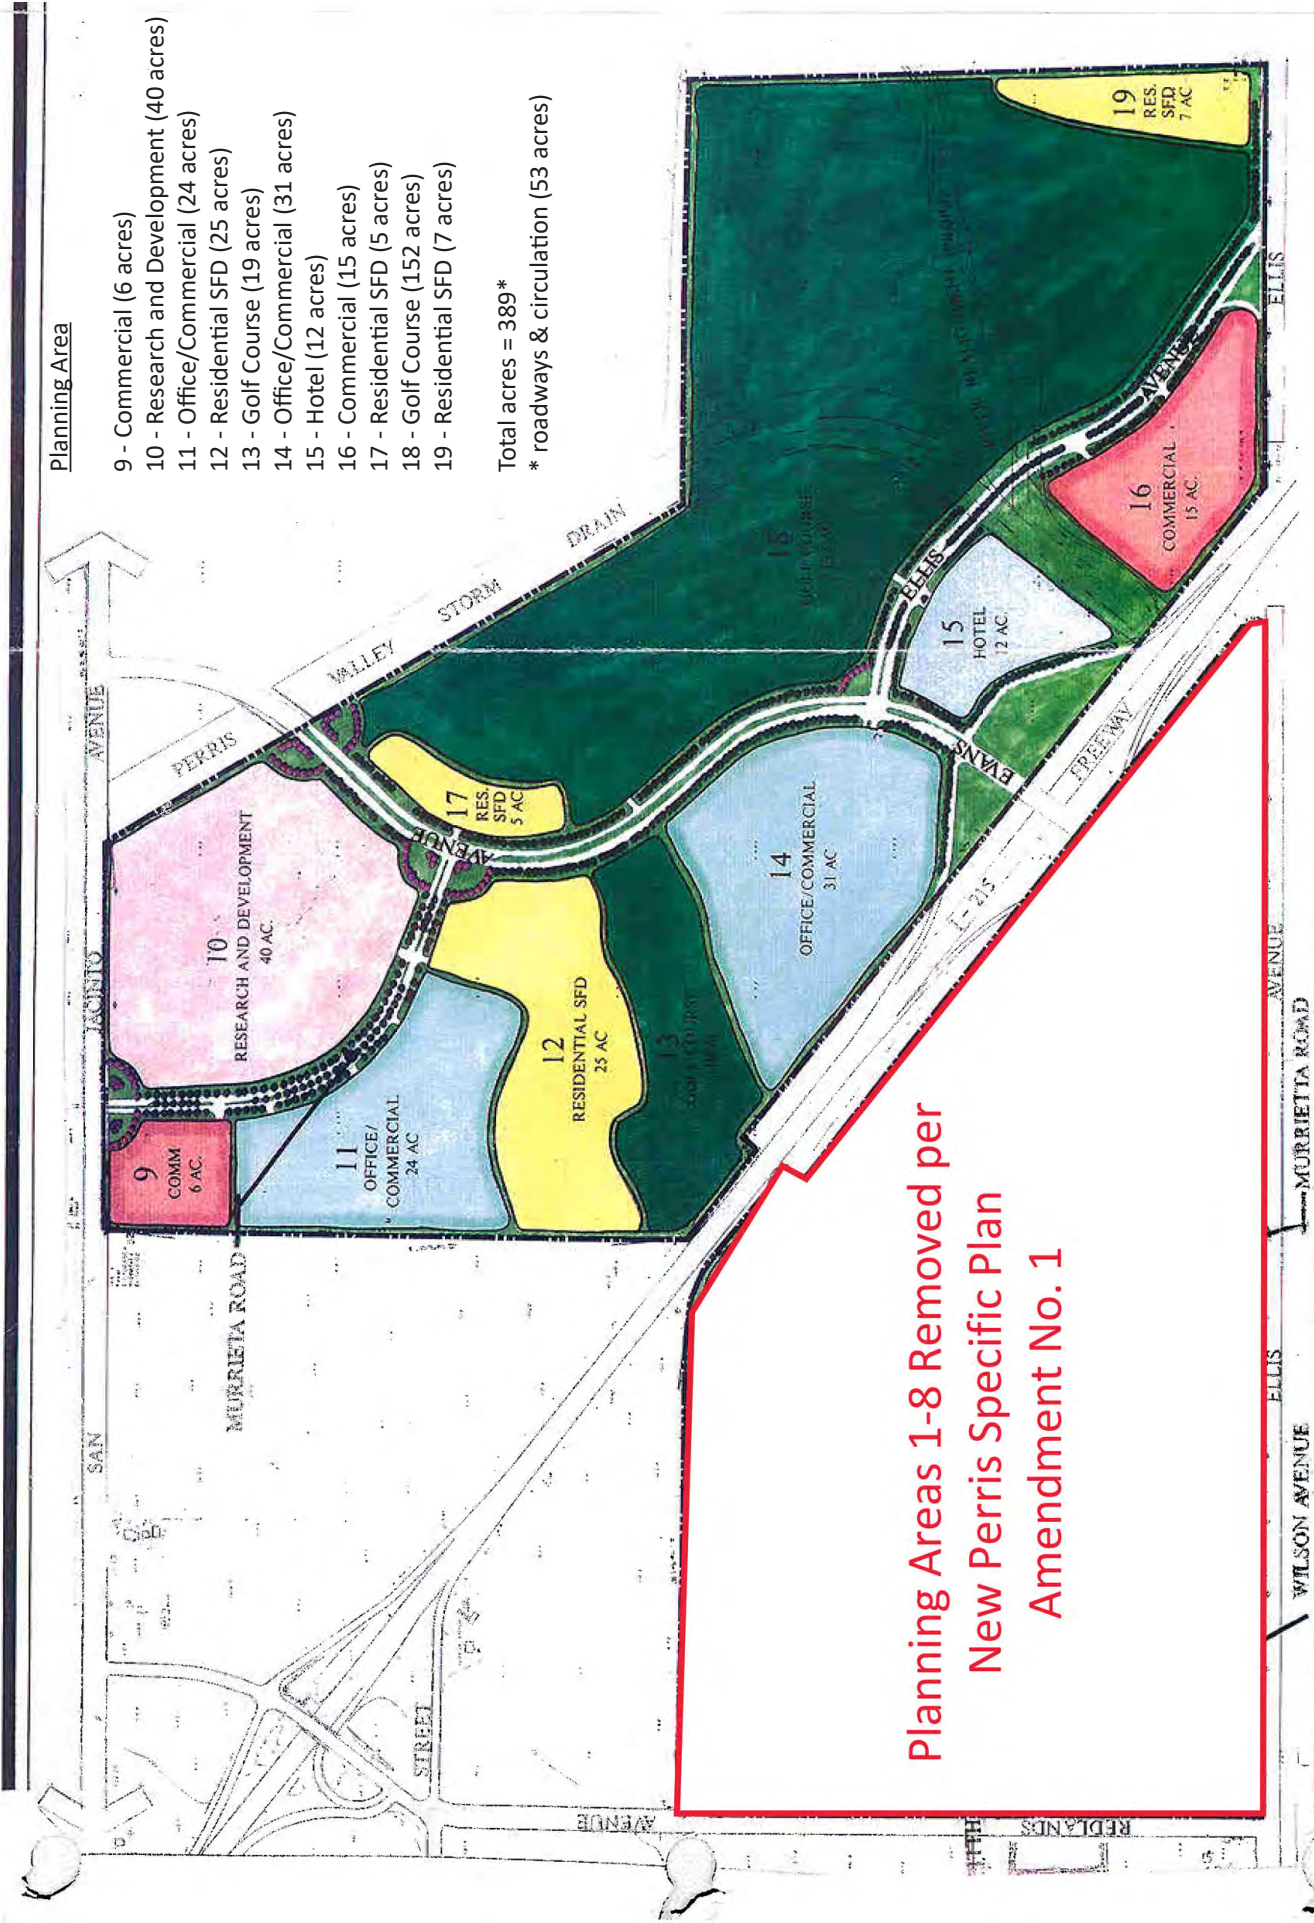 Planning Area
9 - Commercial (6 acres)
10 - Research and Development (40 acres)
11 - Office/Commercial (24 acres)
12 - Residential SFD (25 acres)
13 - Golf Course (19 acres)
14 - Office/Commercial (31 acres)
15 - Hotel (12 acres)
16 - Commercial (15 acres)
17 - Residential SFD (5 acres)
18 - Golf Course (152 acres)
19 - Residential SFD (7 acres)
Total acres = 389*
* roadways & circulation (53 acres)
SAN
JACINTO
AVENUE
PERRIS
VALLEY
STORM
DRAIN
MURRIETA ROAD
9
COMM
6 AC.
10
RESEARCH AND DEVELOPMENT
40 AC.
11
OFFICE/
COMMERCIAL
24 AC
12
RESIDENTIAL SFD
25 AC
13
GOLF COURSE
AVENUE
17
RES.
SFD
5 AC
14
OFFICE/COMMERCIAL
31 AC
18
GOLF COURSE
EVANS
ELLIS
15
HOTEL
12 AC.
AVENUE
16
COMMERCIAL
15 AC.
19
RES.
SFD
7 AC
I - 215
FREEWAY
STREET
AVENUE
11TH
REDLANDS
Planning Areas 1-8 Removed per
New Perris Specific Plan
Amendment No. 1
ELLIS
AVENUE
ELLIS
WILSON AVENUE
MURRIETTA ROAD